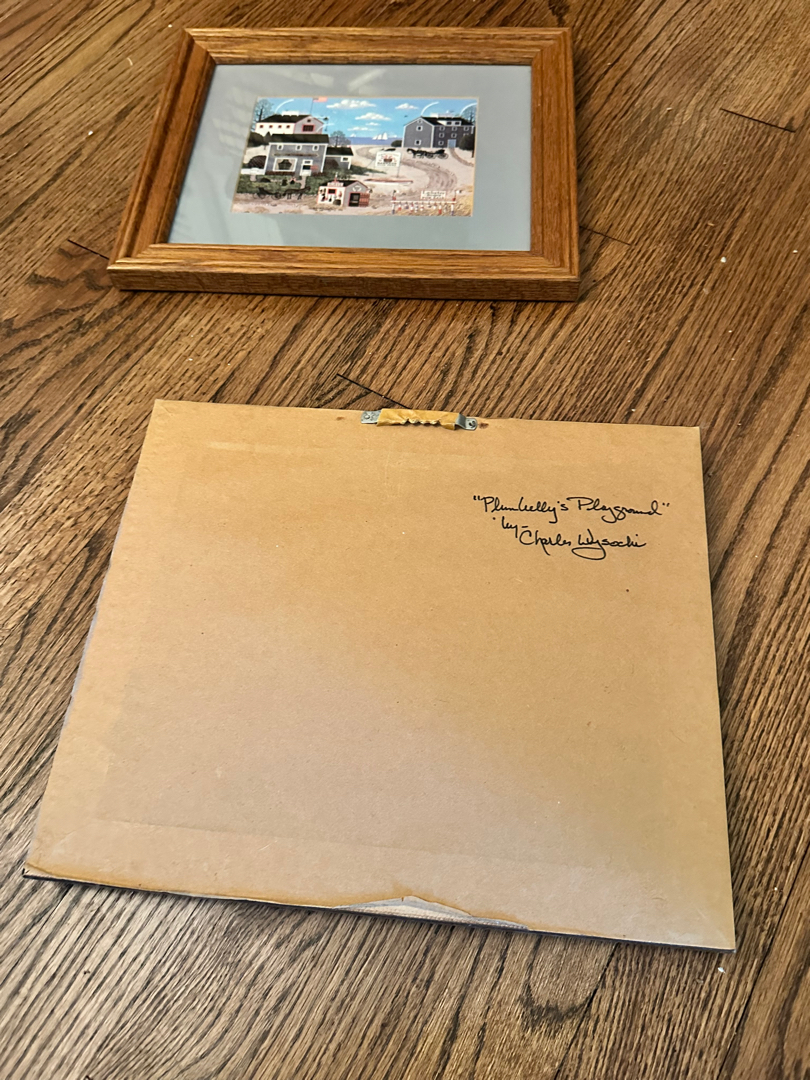 "Plumbelly's Playground"
by-
Charles Wysocki